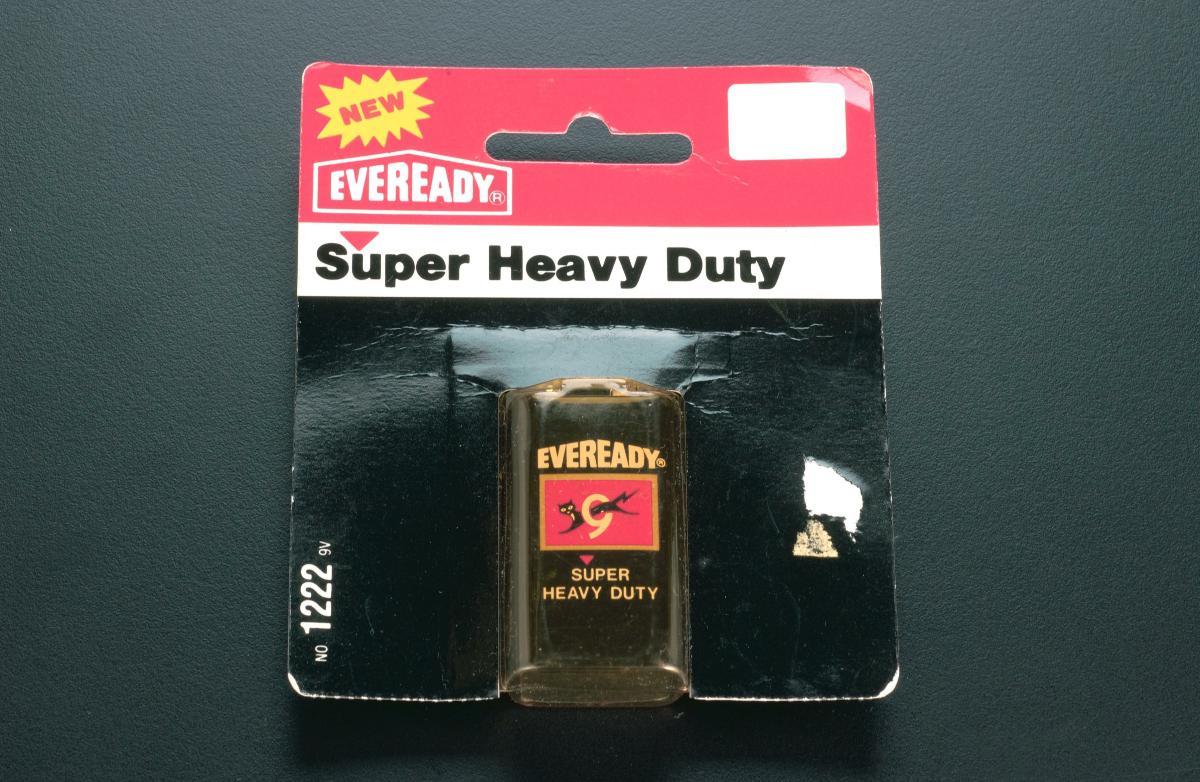 NEW
EVEREADY®
Super Heavy Duty
EVEREADY®
9
SUPER
HEAVY DUTY
NO 1222 9V